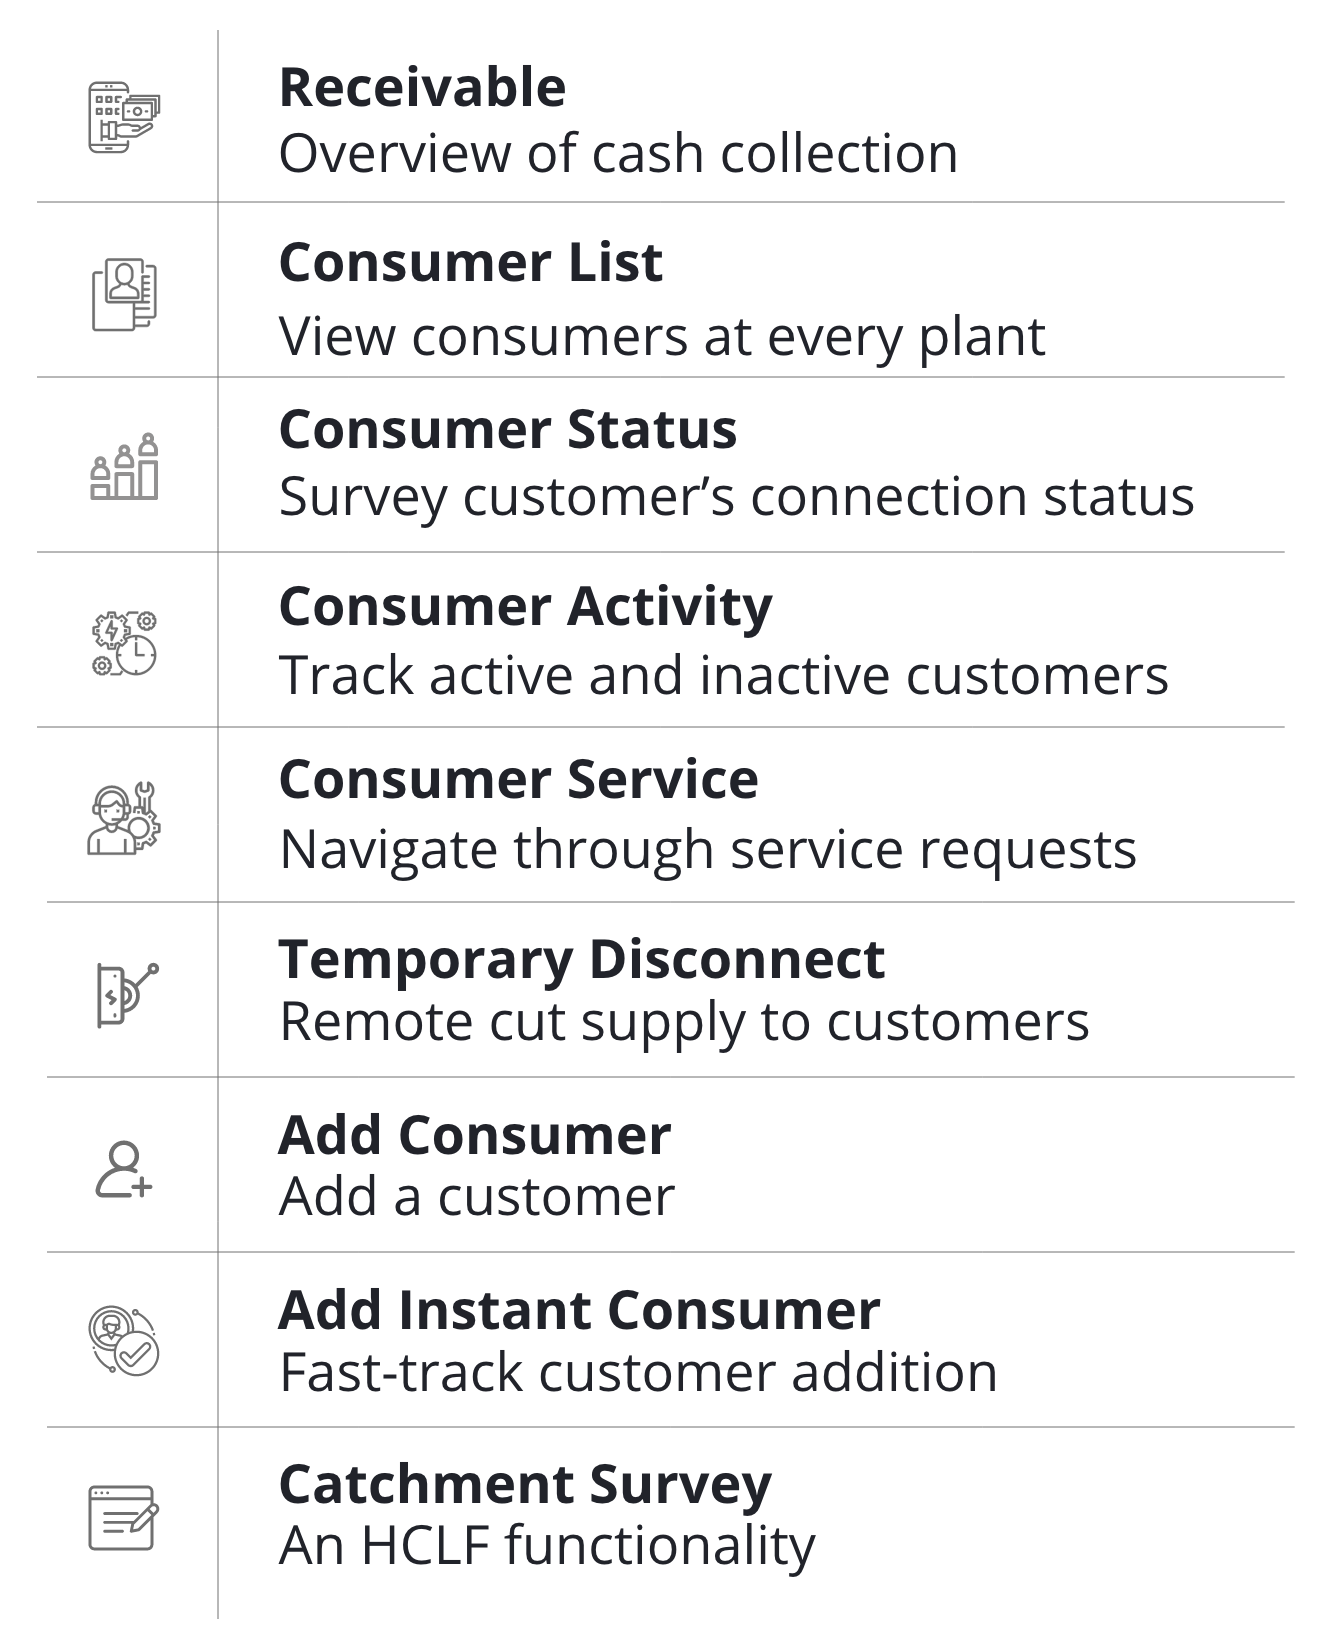 Receivable
Overview of cash collection
Consumer List
View consumers at every plant
Consumer Status
Survey customer’s connection status
Consumer Activity
Track active and inactive customers
Consumer Service
Navigate through service requests
Temporary Disconnect
Remote cut supply to customers
Add Consumer
Add a customer
Add Instant Consumer
Fast-track customer addition
Catchment Survey
An HCLF functionality